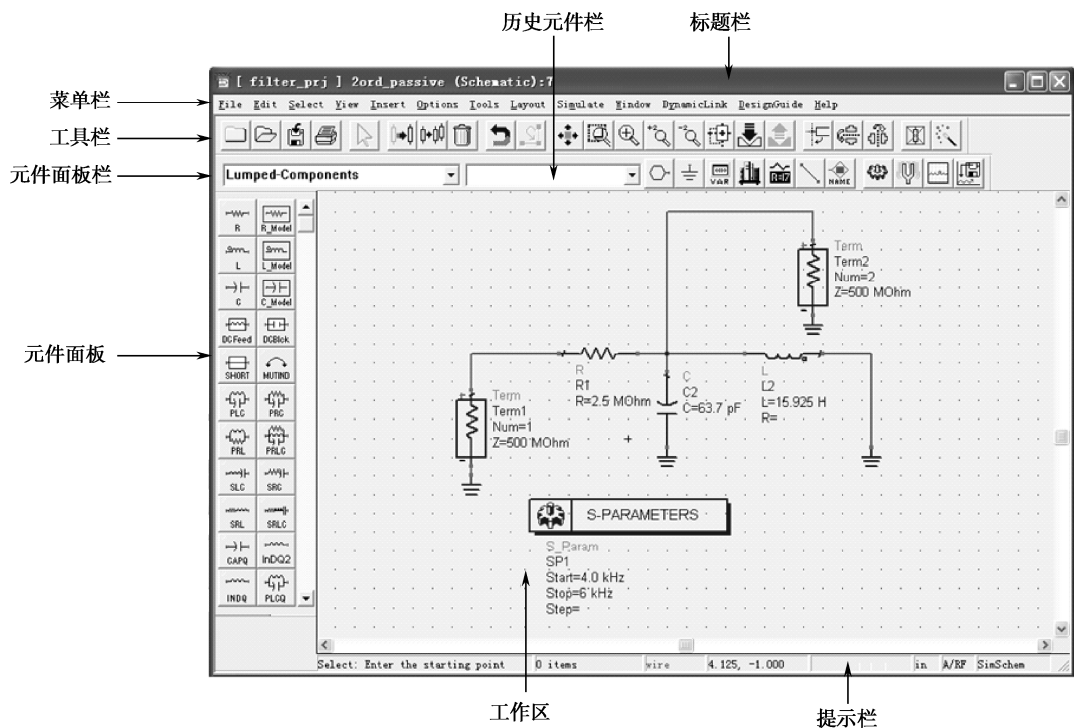 历史元件栏
标题栏
[ filter_prj ] 2ord_passive (Schematic):7
菜单栏
File Edit Select View Insert Options Tools Layout Simulate Window DynamicLink DesignGuide Help
工具栏
元件面板栏
Lumped-Components
VAR
NAME
R
R_Model
L
L_Model
C
C_Model
DCFeed
DCBlck
SHORT
MUTIND
PLC
PRC
PRL
PRLC
SLC
SRC
SRL
SRLC
CAPQ
InDQ2
INDQ
PLCQ
元件面板
Term
Term2
Num=2
Z=500 MOhm
R
R1
R=2.5 MOhm
C
C2
C=63.7 pF
L
L2
L=15.925 H
R=
Term
Term1
Num=1
Z=500 MOhm
S-PARAMETERS
S_Param
SP1
Start=4.0 kHz
Stop=6 kHz
Step=
Select: Enter the starting point
0 items
wire
4.125, -1.000
in
A/RF
SimSchem
工作区
提示栏